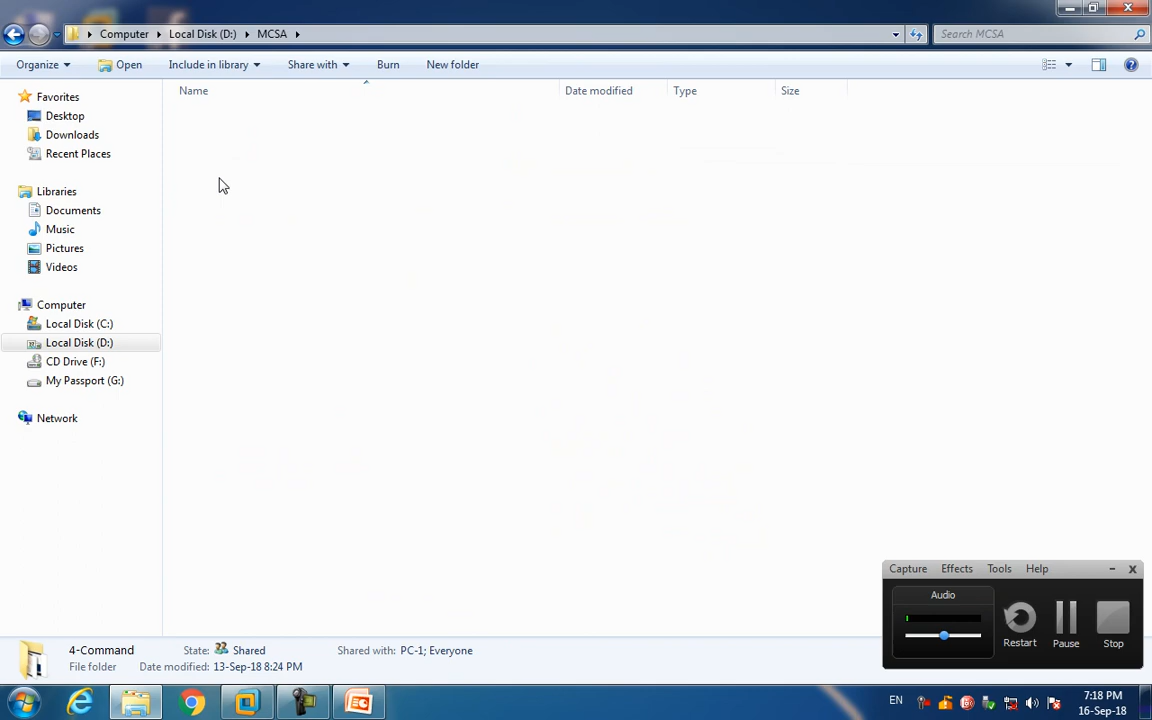 Computer Local Disk (D:) MCSA Search MCSA
Organize Open Include in library Share with Burn New folder
Name Date modified Type Size
Favorites
Desktop
Downloads
Recent Places
Libraries
Documents
Music
Pictures
Videos
Computer
Local Disk (C:)
Local Disk (D:)
CD Drive (F:)
My Passport (G:)
Network
Capture Effects Tools Help
Audio
Restart Pause Stop
4-Command State: Shared Shared with: PC-1; Everyone
File folder Date modified: 13-Sep-18 8:24 PM
EN 7:18 PM
16-Sep-18